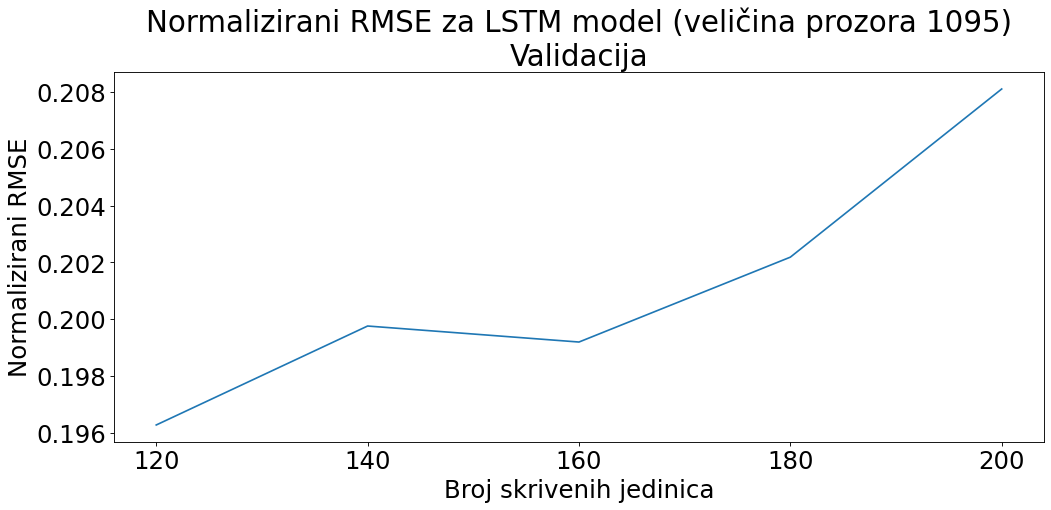 Normalizirani RMSE za LSTM model (veličina prozora 1095)
Validacija
Normalizirani RMSE
0.208
0.206
0.204
0.202
0.200
0.198
0.196
120 140 160 180 200
Broj skrivenih jedinica